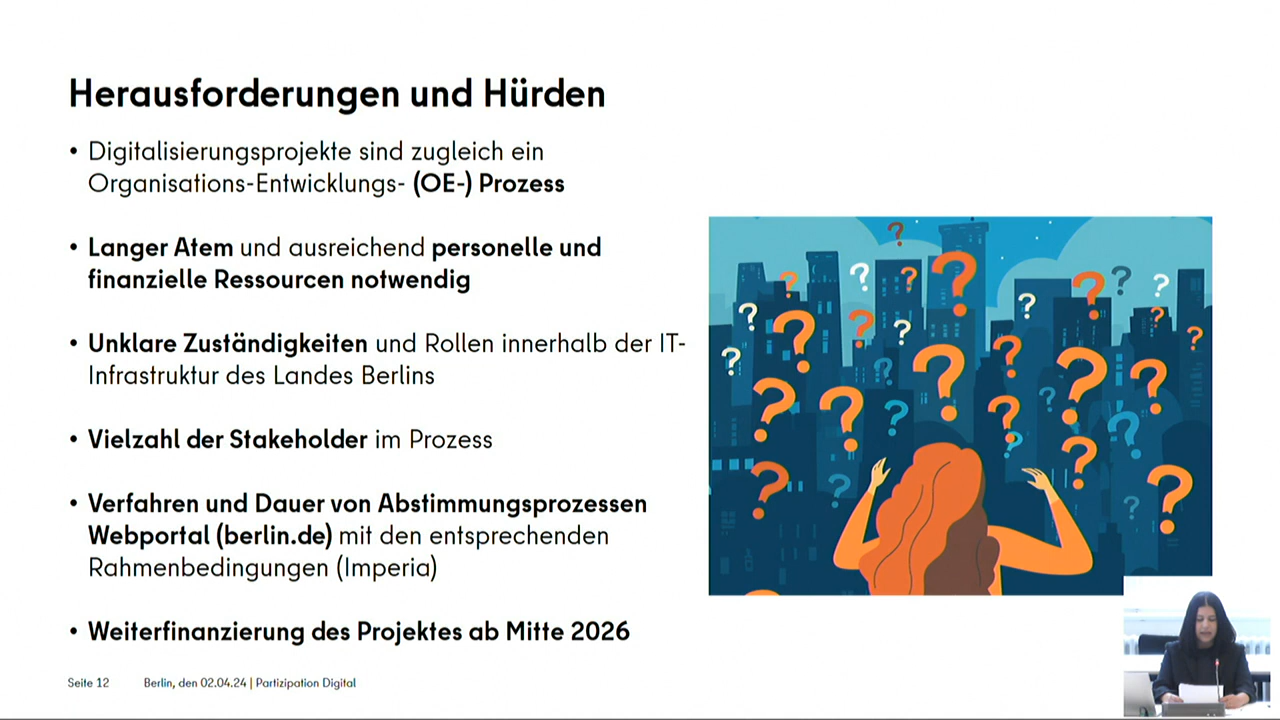 Herausforderungen und Hürden
• Digitalisierungsprojekte sind zugleich ein
Organisations-Entwicklungs- (OE-) Prozess
• Langer Atem und ausreichend personelle und
finanzielle Ressourcen notwendig
• Unklare Zuständigkeiten und Rollen innerhalb der IT-
Infrastruktur des Landes Berlins
• Vielzahl der Stakeholder im Prozess
• Verfahren und Dauer von Abstimmungsprozessen
Webportal (berlin.de) mit den entsprechenden
Rahmenbedingungen (Imperia)
• Weiterfinanzierung des Projektes ab Mitte 2026
Seite 12 Berlin, den 02.04.24 | Partizipation Digital